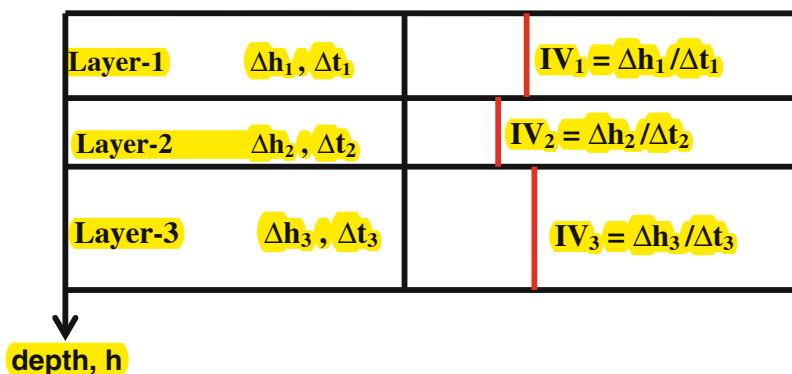 Layer-1 Δh₁ , Δt₁ IV₁ = Δh₁ /Δt₁
Layer-2 Δh₂ , Δt₂ IV₂ = Δh₂ /Δt₂
Layer-3 Δh₃ , Δt₃ IV₃ = Δh₃ /Δt₃
depth, h